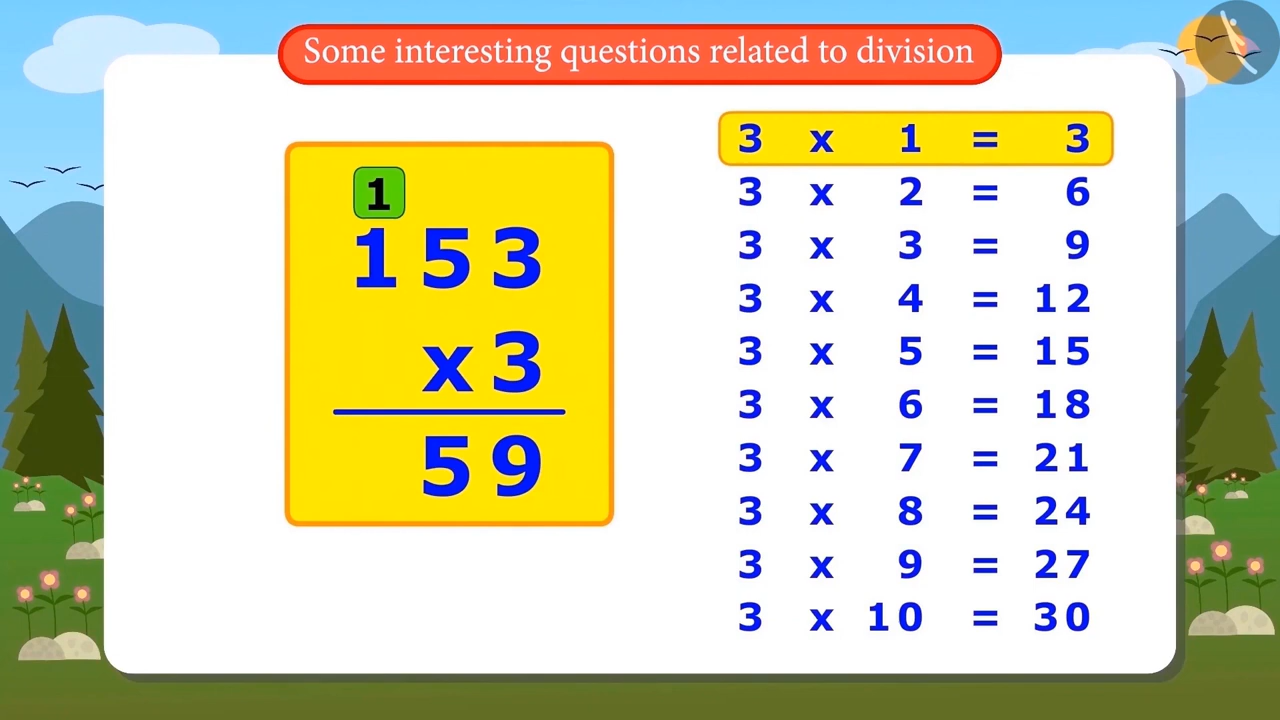 Some interesting questions related to division
1
153
x3
59
3 x 1 = 3
3 x 2 = 6
3 x 3 = 9
3 x 4 = 12
3 x 5 = 15
3 x 6 = 18
3 x 7 = 21
3 x 8 = 24
3 x 9 = 27
3 x 10 = 30